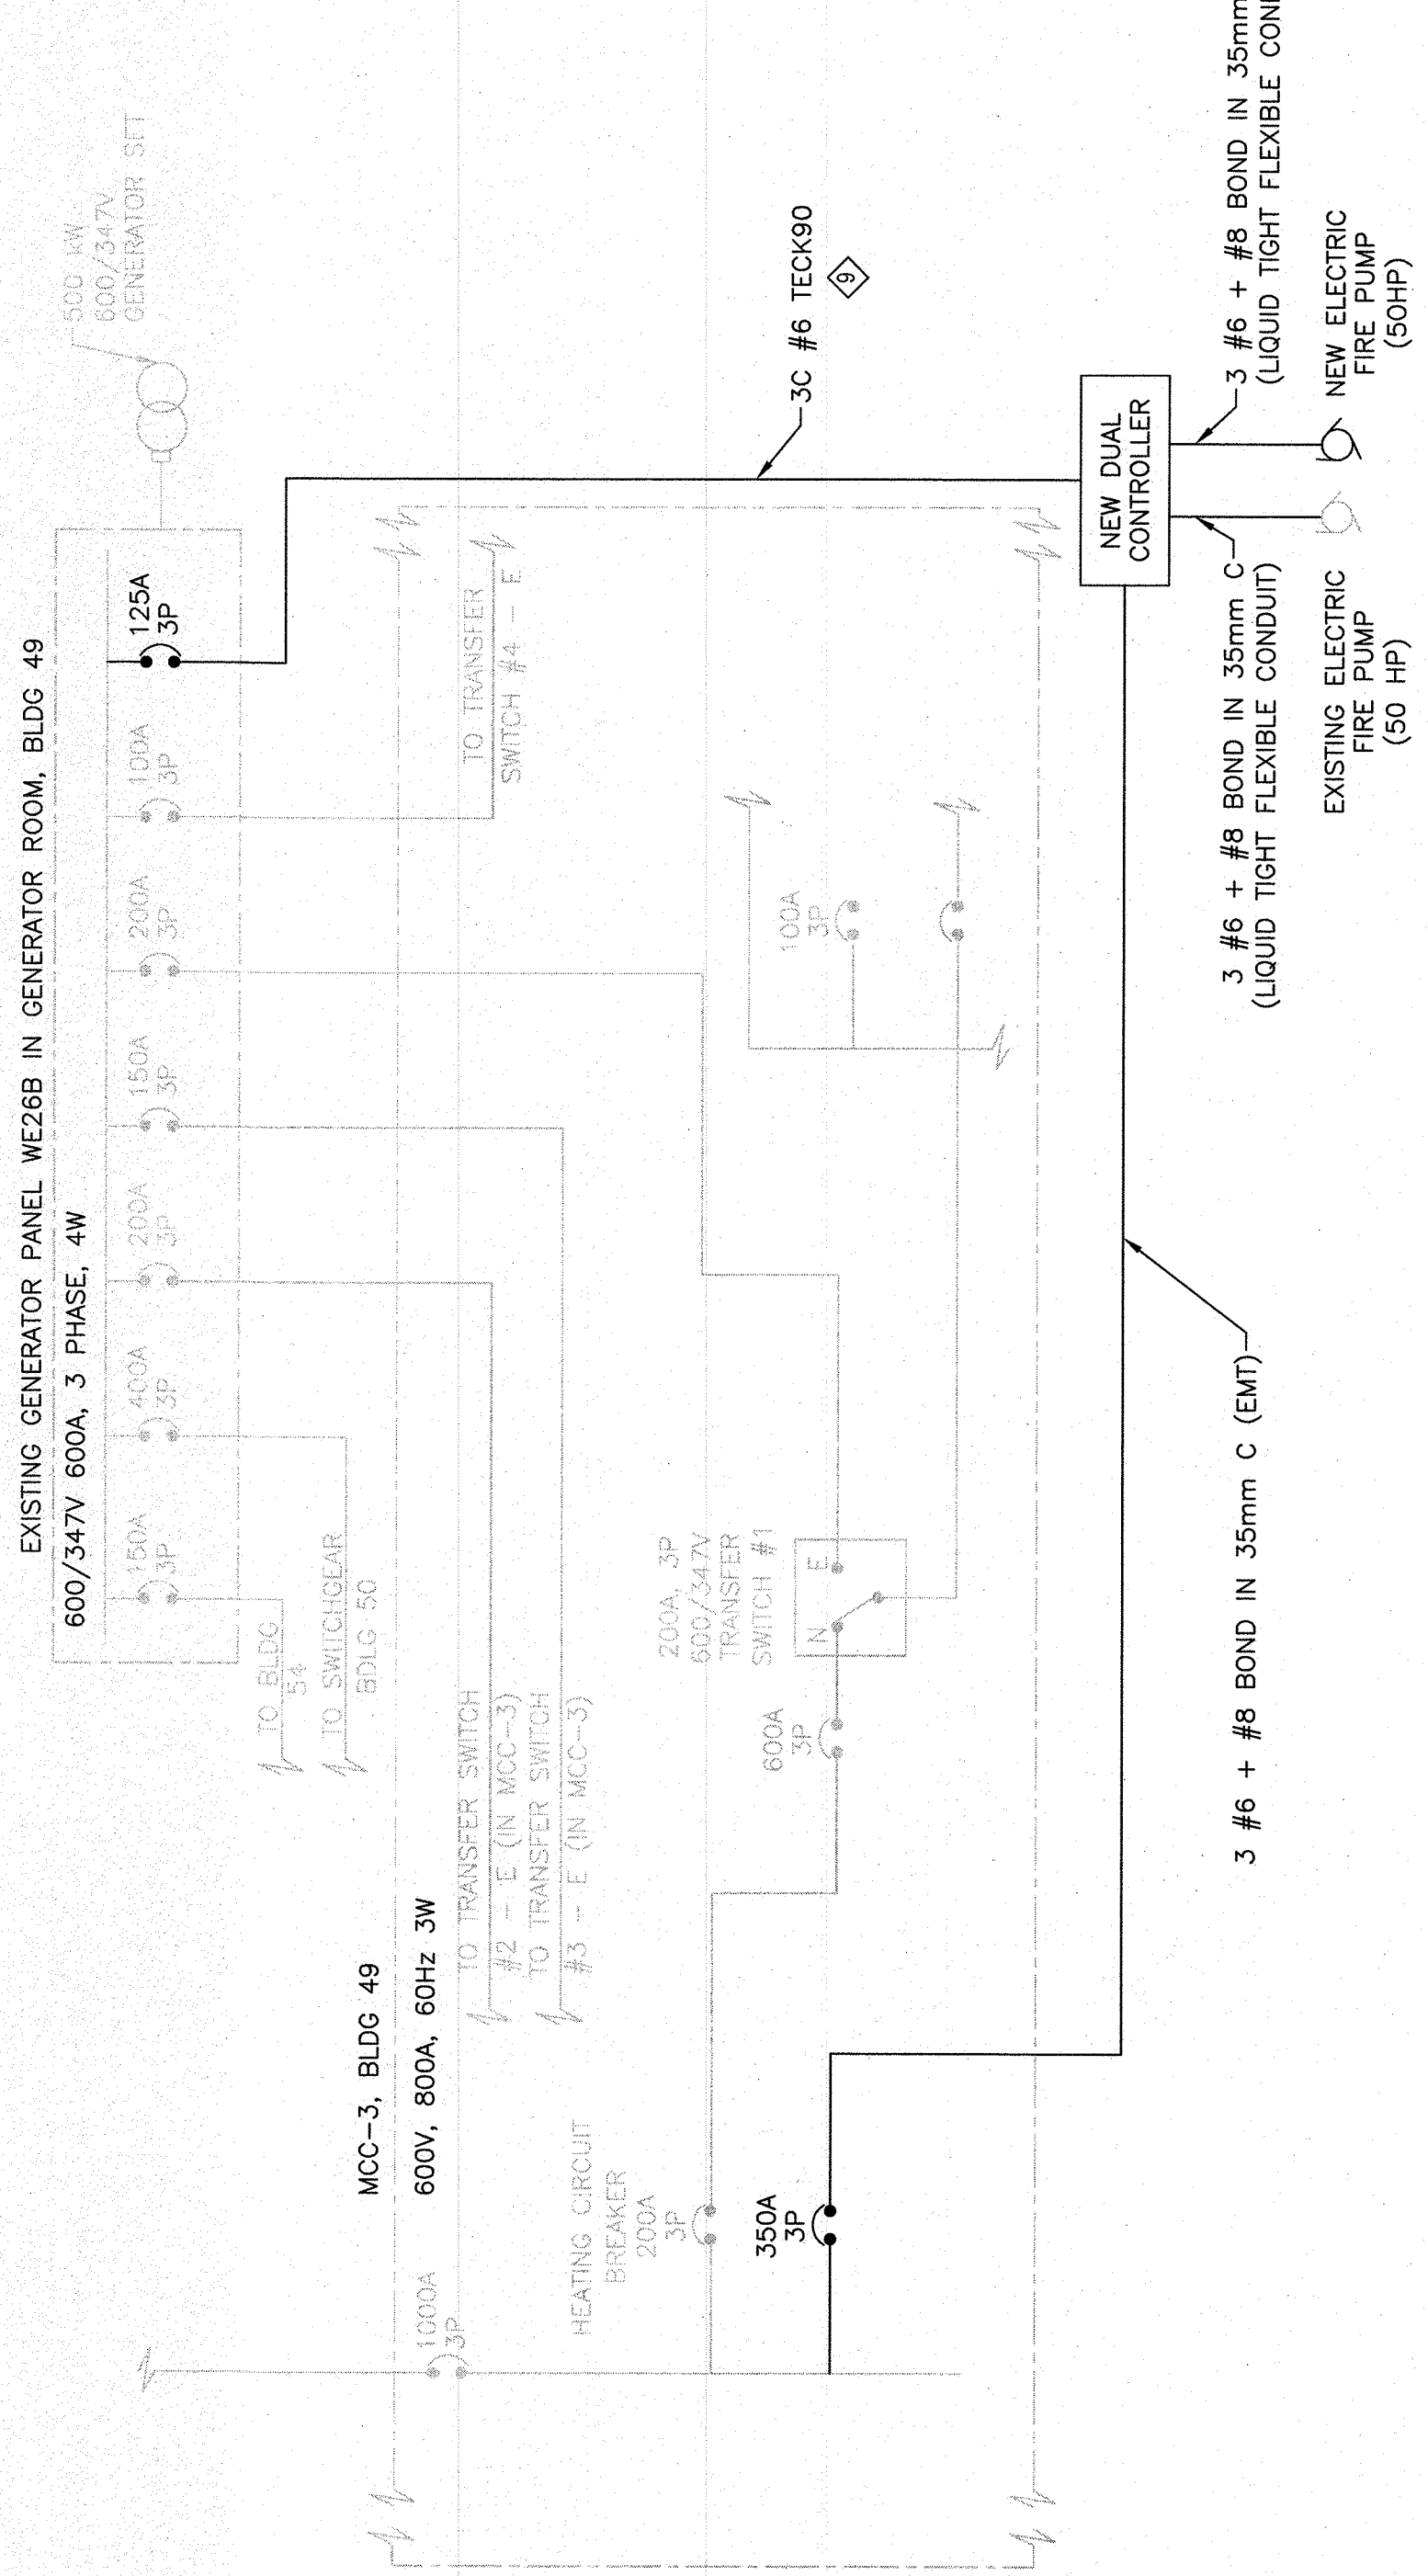 EXISTING GENERATOR PANEL WE26B IN GENERATOR ROOM, BLDG 49
600/347V 600A, 3 PHASE, 4W
150A
3P
400A
3P
200A
3P
150A
3P
200A
3P
100A
3P
125A
3P
500 kW
600/347V
GENERATOR SET
TO BLDG
54
TO SWITCHGEAR
BDLG 50
MCC-3, BLDG 49
600V, 800A, 60Hz 3W
1000A
3P
TO TRANSFER SWITCH
#2 - E (IN MCC-3)
TO TRANSFER SWITCH
#3 - E (IN MCC-3)
TO TRANSFER
SWITCH #4 - E
HEATING CIRCUIT
BREAKER
200A
3P
350A
3P
600A
3P
200A, 3P
600/347V
TRANSFER
SWITCH #1
N E
100A
3P
3C #6 TECK90
9
NEW DUAL
CONTROLLER
3 #6 + #8 BOND IN 35mm C (EMT)
3 #6 + #8 BOND IN 35mm C
(LIQUID TIGHT FLEXIBLE CONDUIT)
3 #6 + #8 BOND IN 35mm
(LIQUID TIGHT FLEXIBLE
EXISTING ELECTRIC
FIRE PUMP
(50 HP)
NEW ELECTRIC
FIRE PUMP
(50HP)